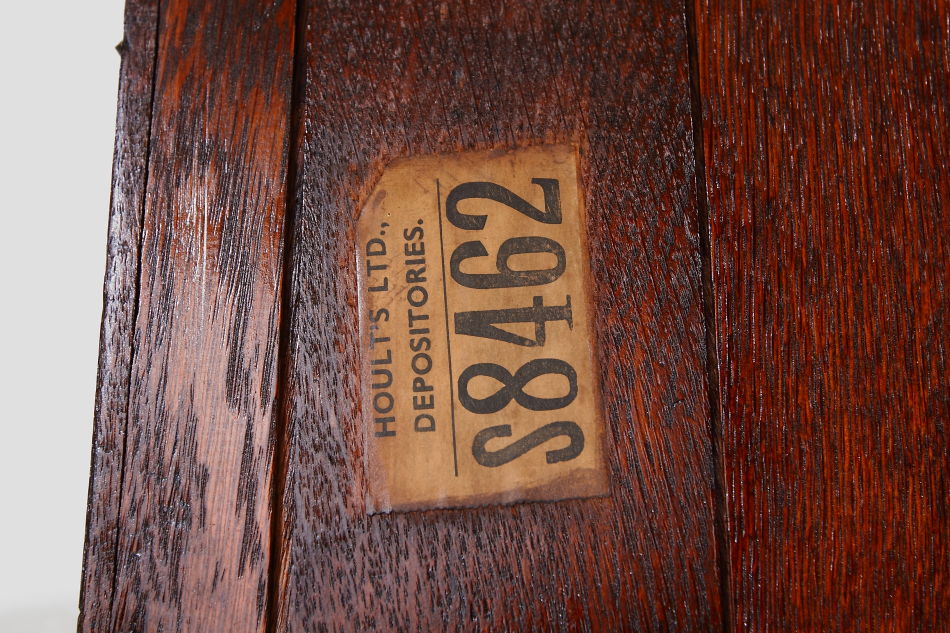 HOULT'S LTD.,
DEPOSITORIES.
S8462